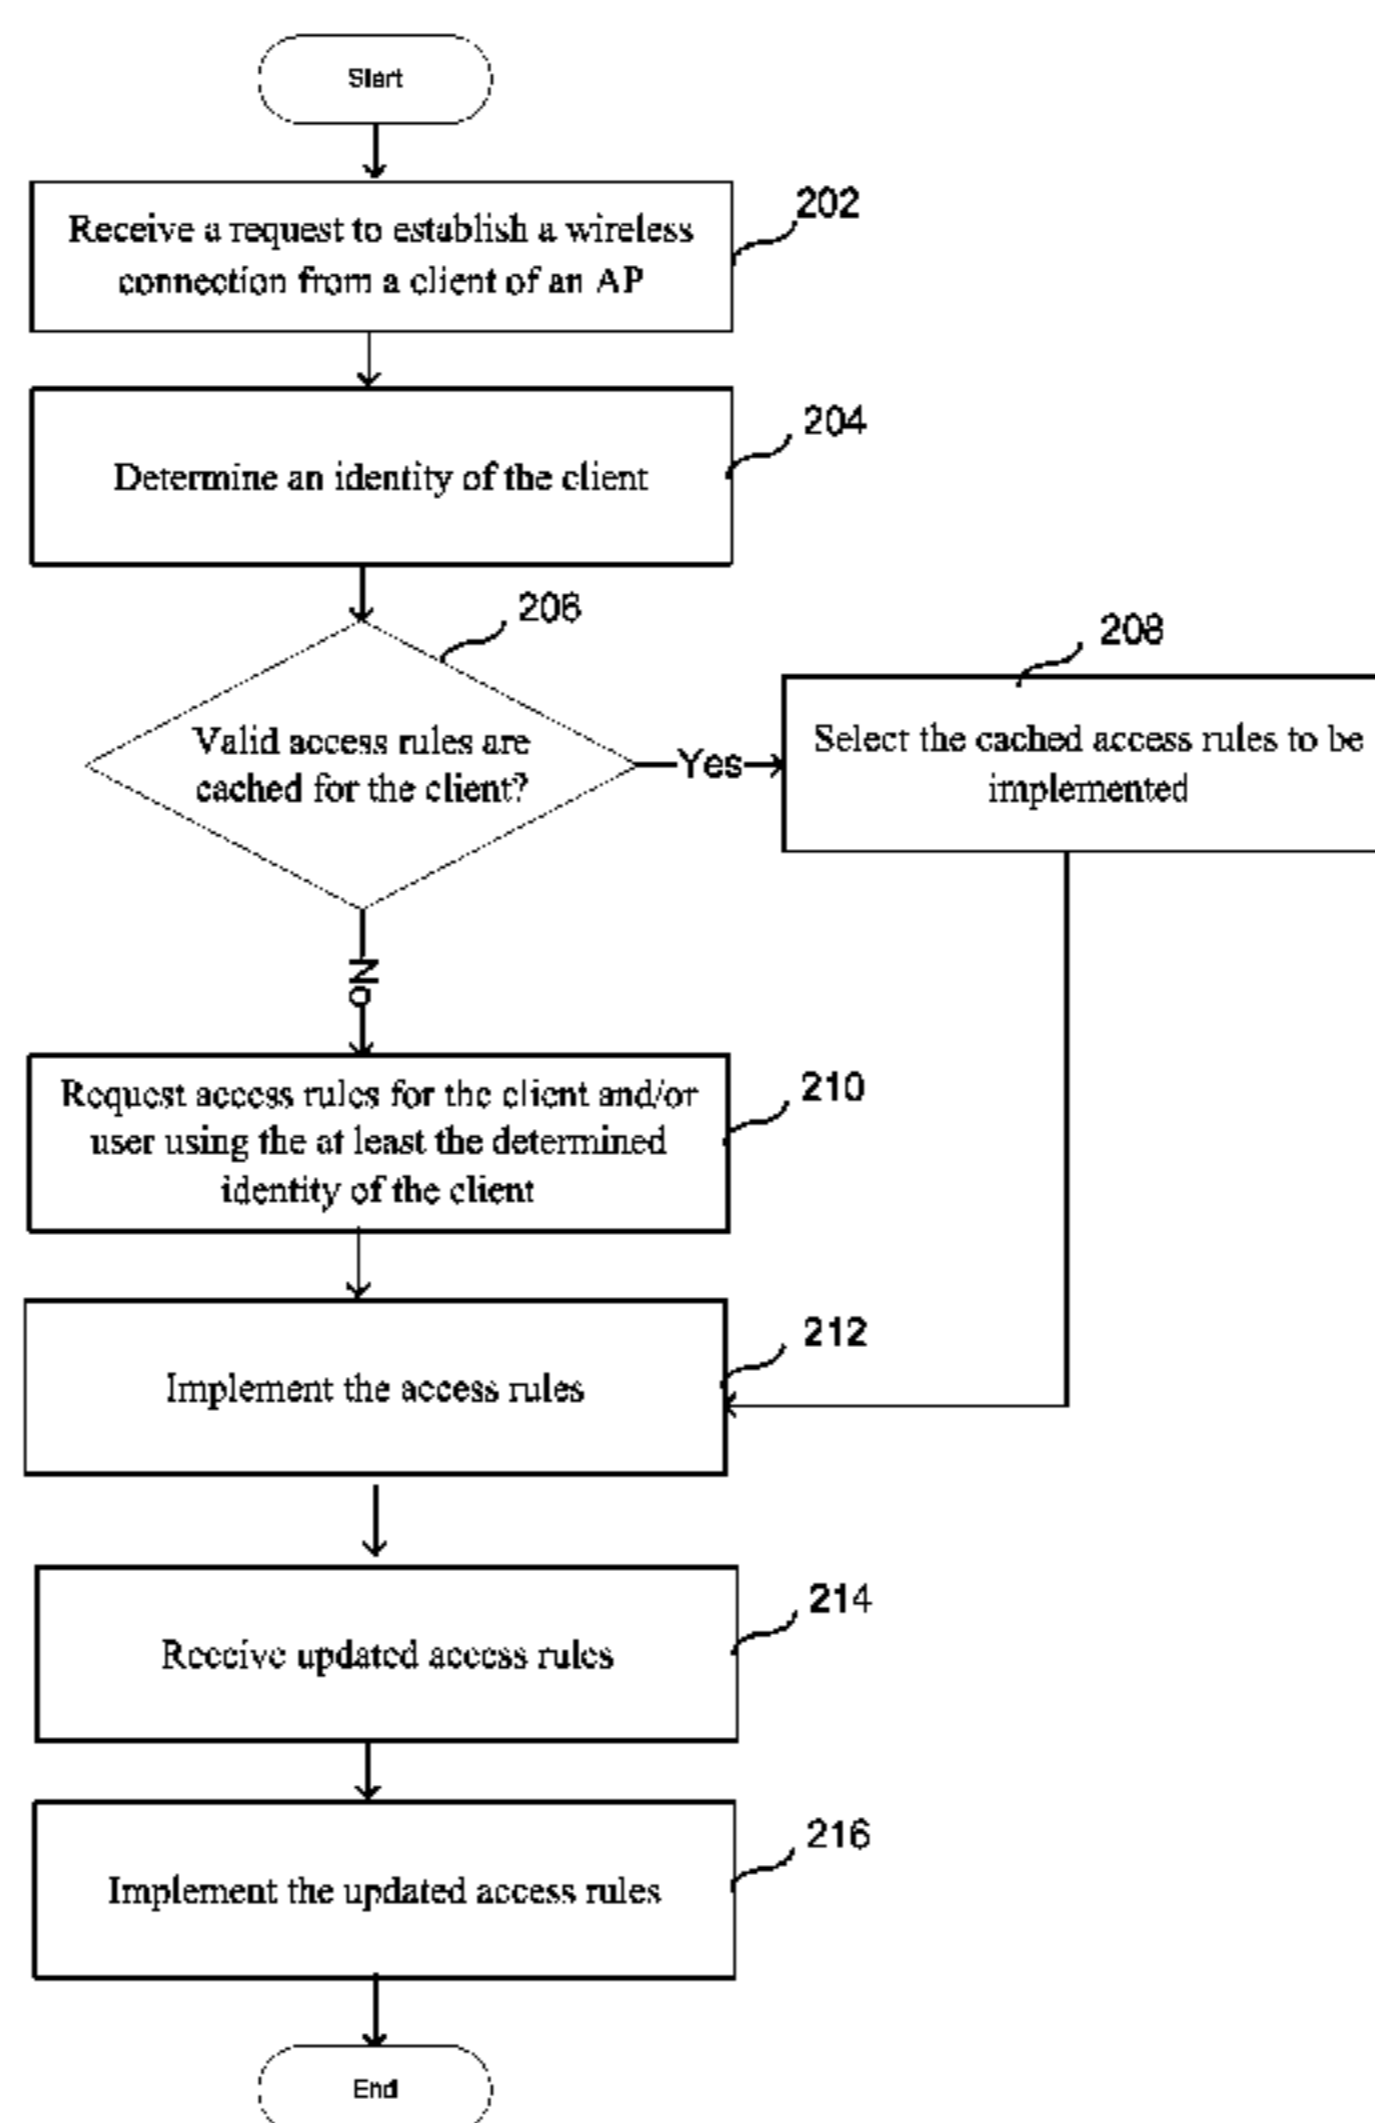 Start
202
Receive a request to establish a wireless
connection from a client of an AP
204
Determine an identity of the client
206
Valid access rules are
cached for the client?
Yes
208
Select the cached access rules to be
implemented
No
210
Request access rules for the client and/or
user using the at least the determined
identity of the client
212
Implement the access rules
214
Receive updated access rules
216
Implement the updated access rules
End